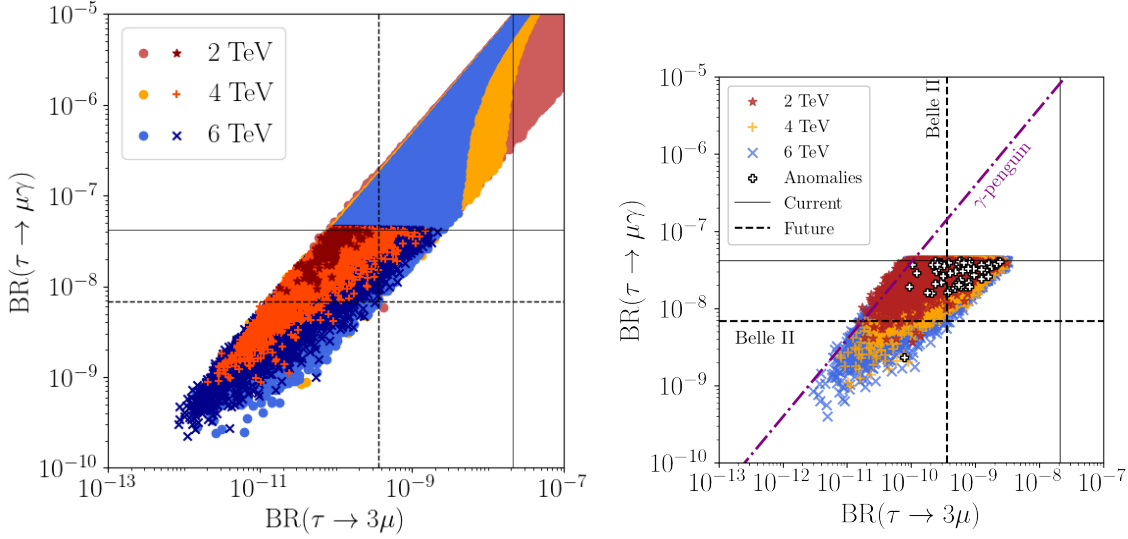 BR(τ → μγ)
10⁻⁵
10⁻⁶
10⁻⁷
10⁻⁸
10⁻⁹
10⁻¹⁰
2 TeV
4 TeV
6 TeV
10⁻¹³
10⁻¹¹
10⁻⁹
10⁻⁷
BR(τ → 3μ)
BR(τ → μγ)
10⁻⁵
10⁻⁶
10⁻⁷
10⁻⁸
10⁻⁹
10⁻¹⁰
2 TeV
4 TeV
6 TeV
Anomalies
Current
Future
Belle II
γ-penguin
Belle II
10⁻¹³
10⁻¹²
10⁻¹¹
10⁻¹⁰
10⁻⁹
10⁻⁸
10⁻⁷
BR(τ → 3μ)